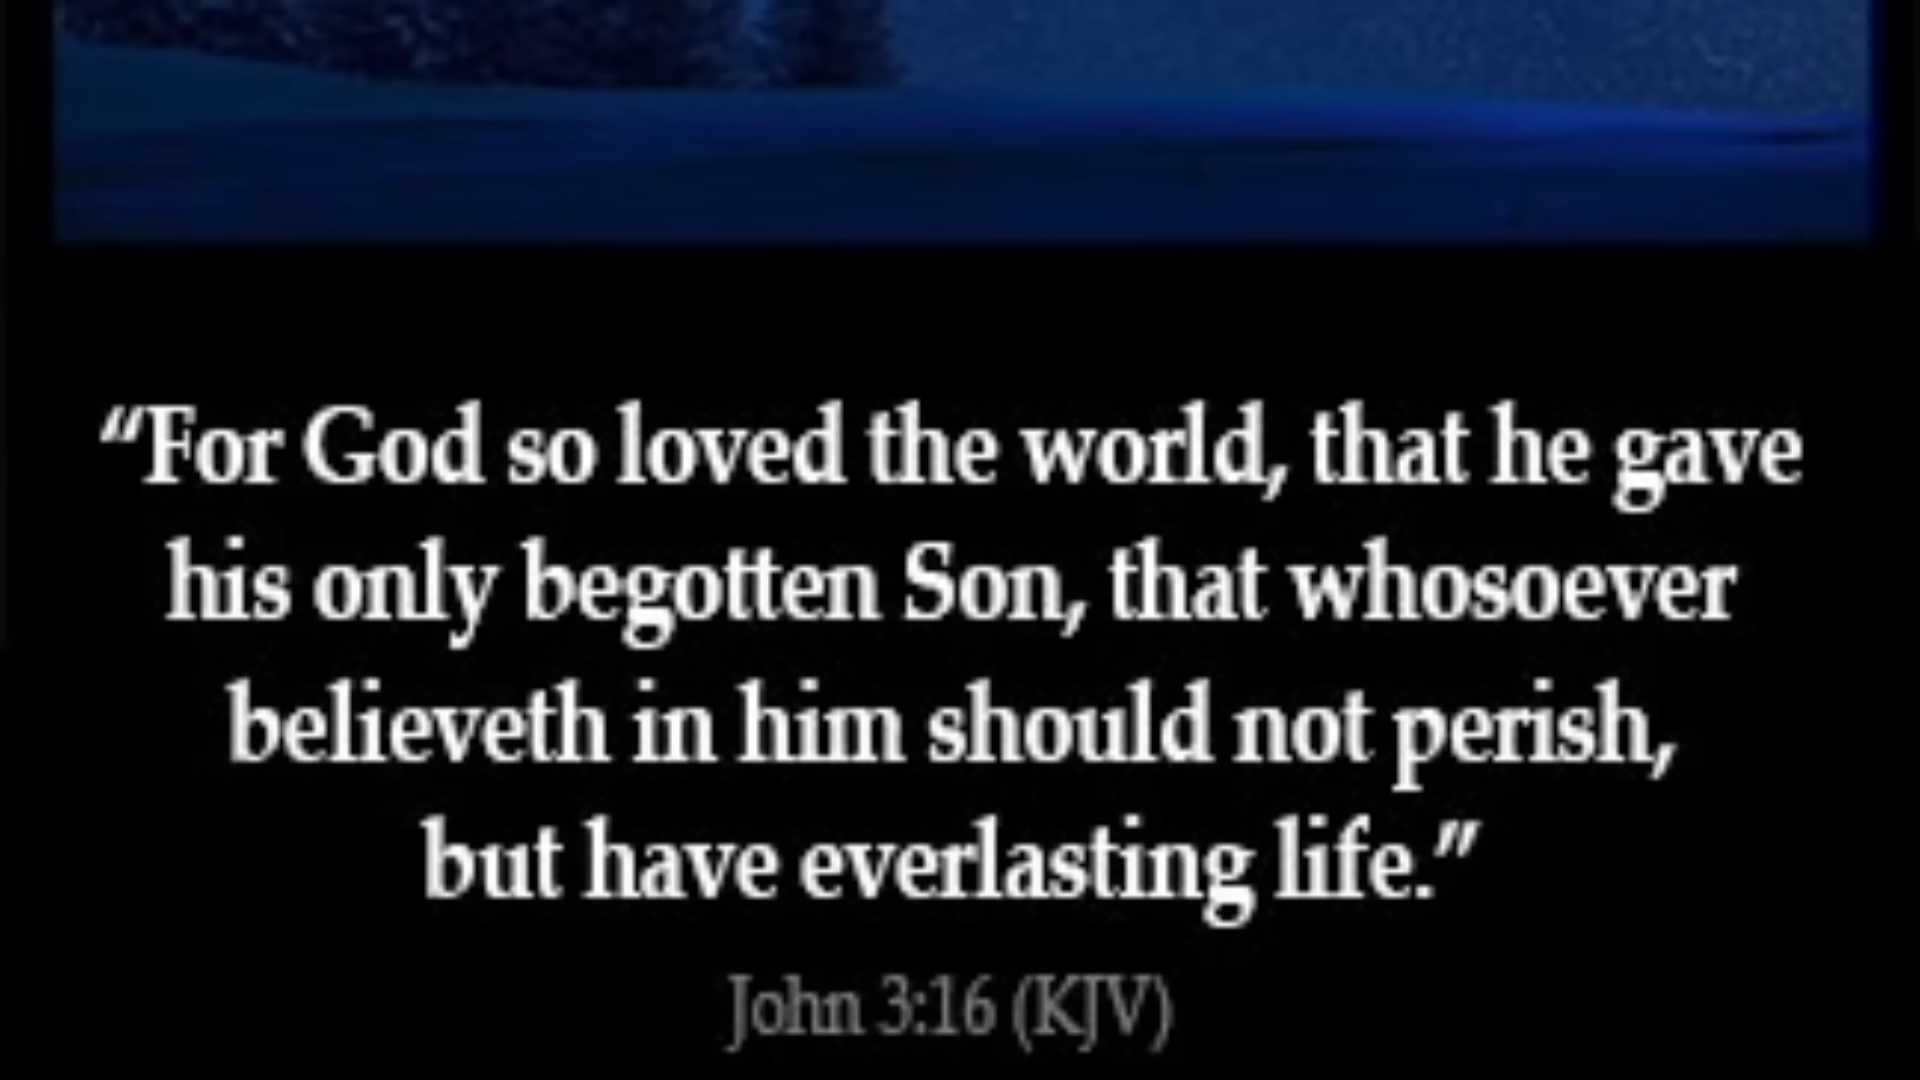 “For God so loved the world, that he gave
his only begotten Son, that whosoever
believeth in him should not perish,
but have everlasting life.”
John 3:16 (KJV)